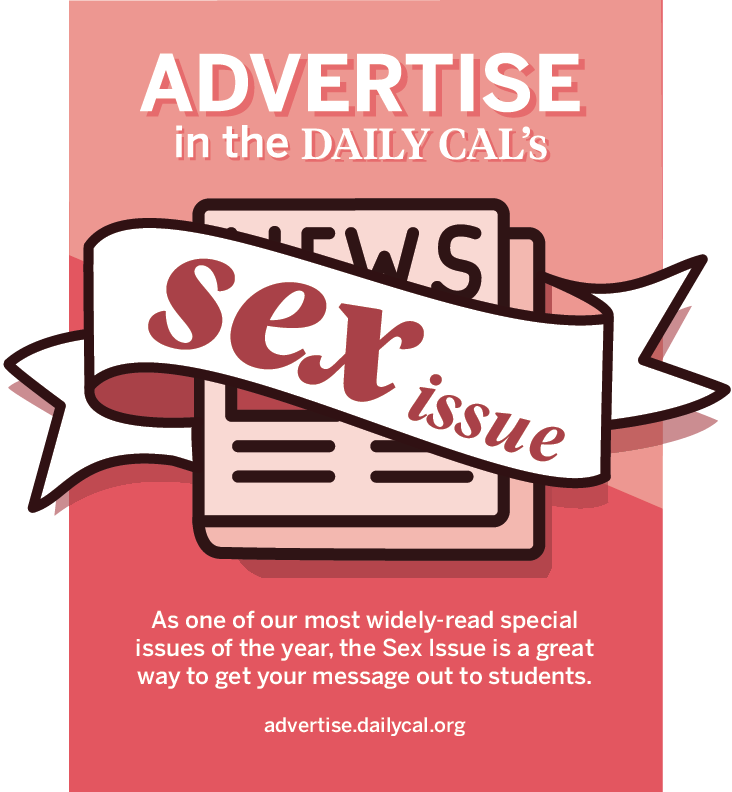 ADVERTISE
in the DAILY CAL's
NEWS
sex issue
As one of our most widely-read special
issues of the year, the Sex Issue is a great
way to get your message out to students.
advertise.dailycal.org